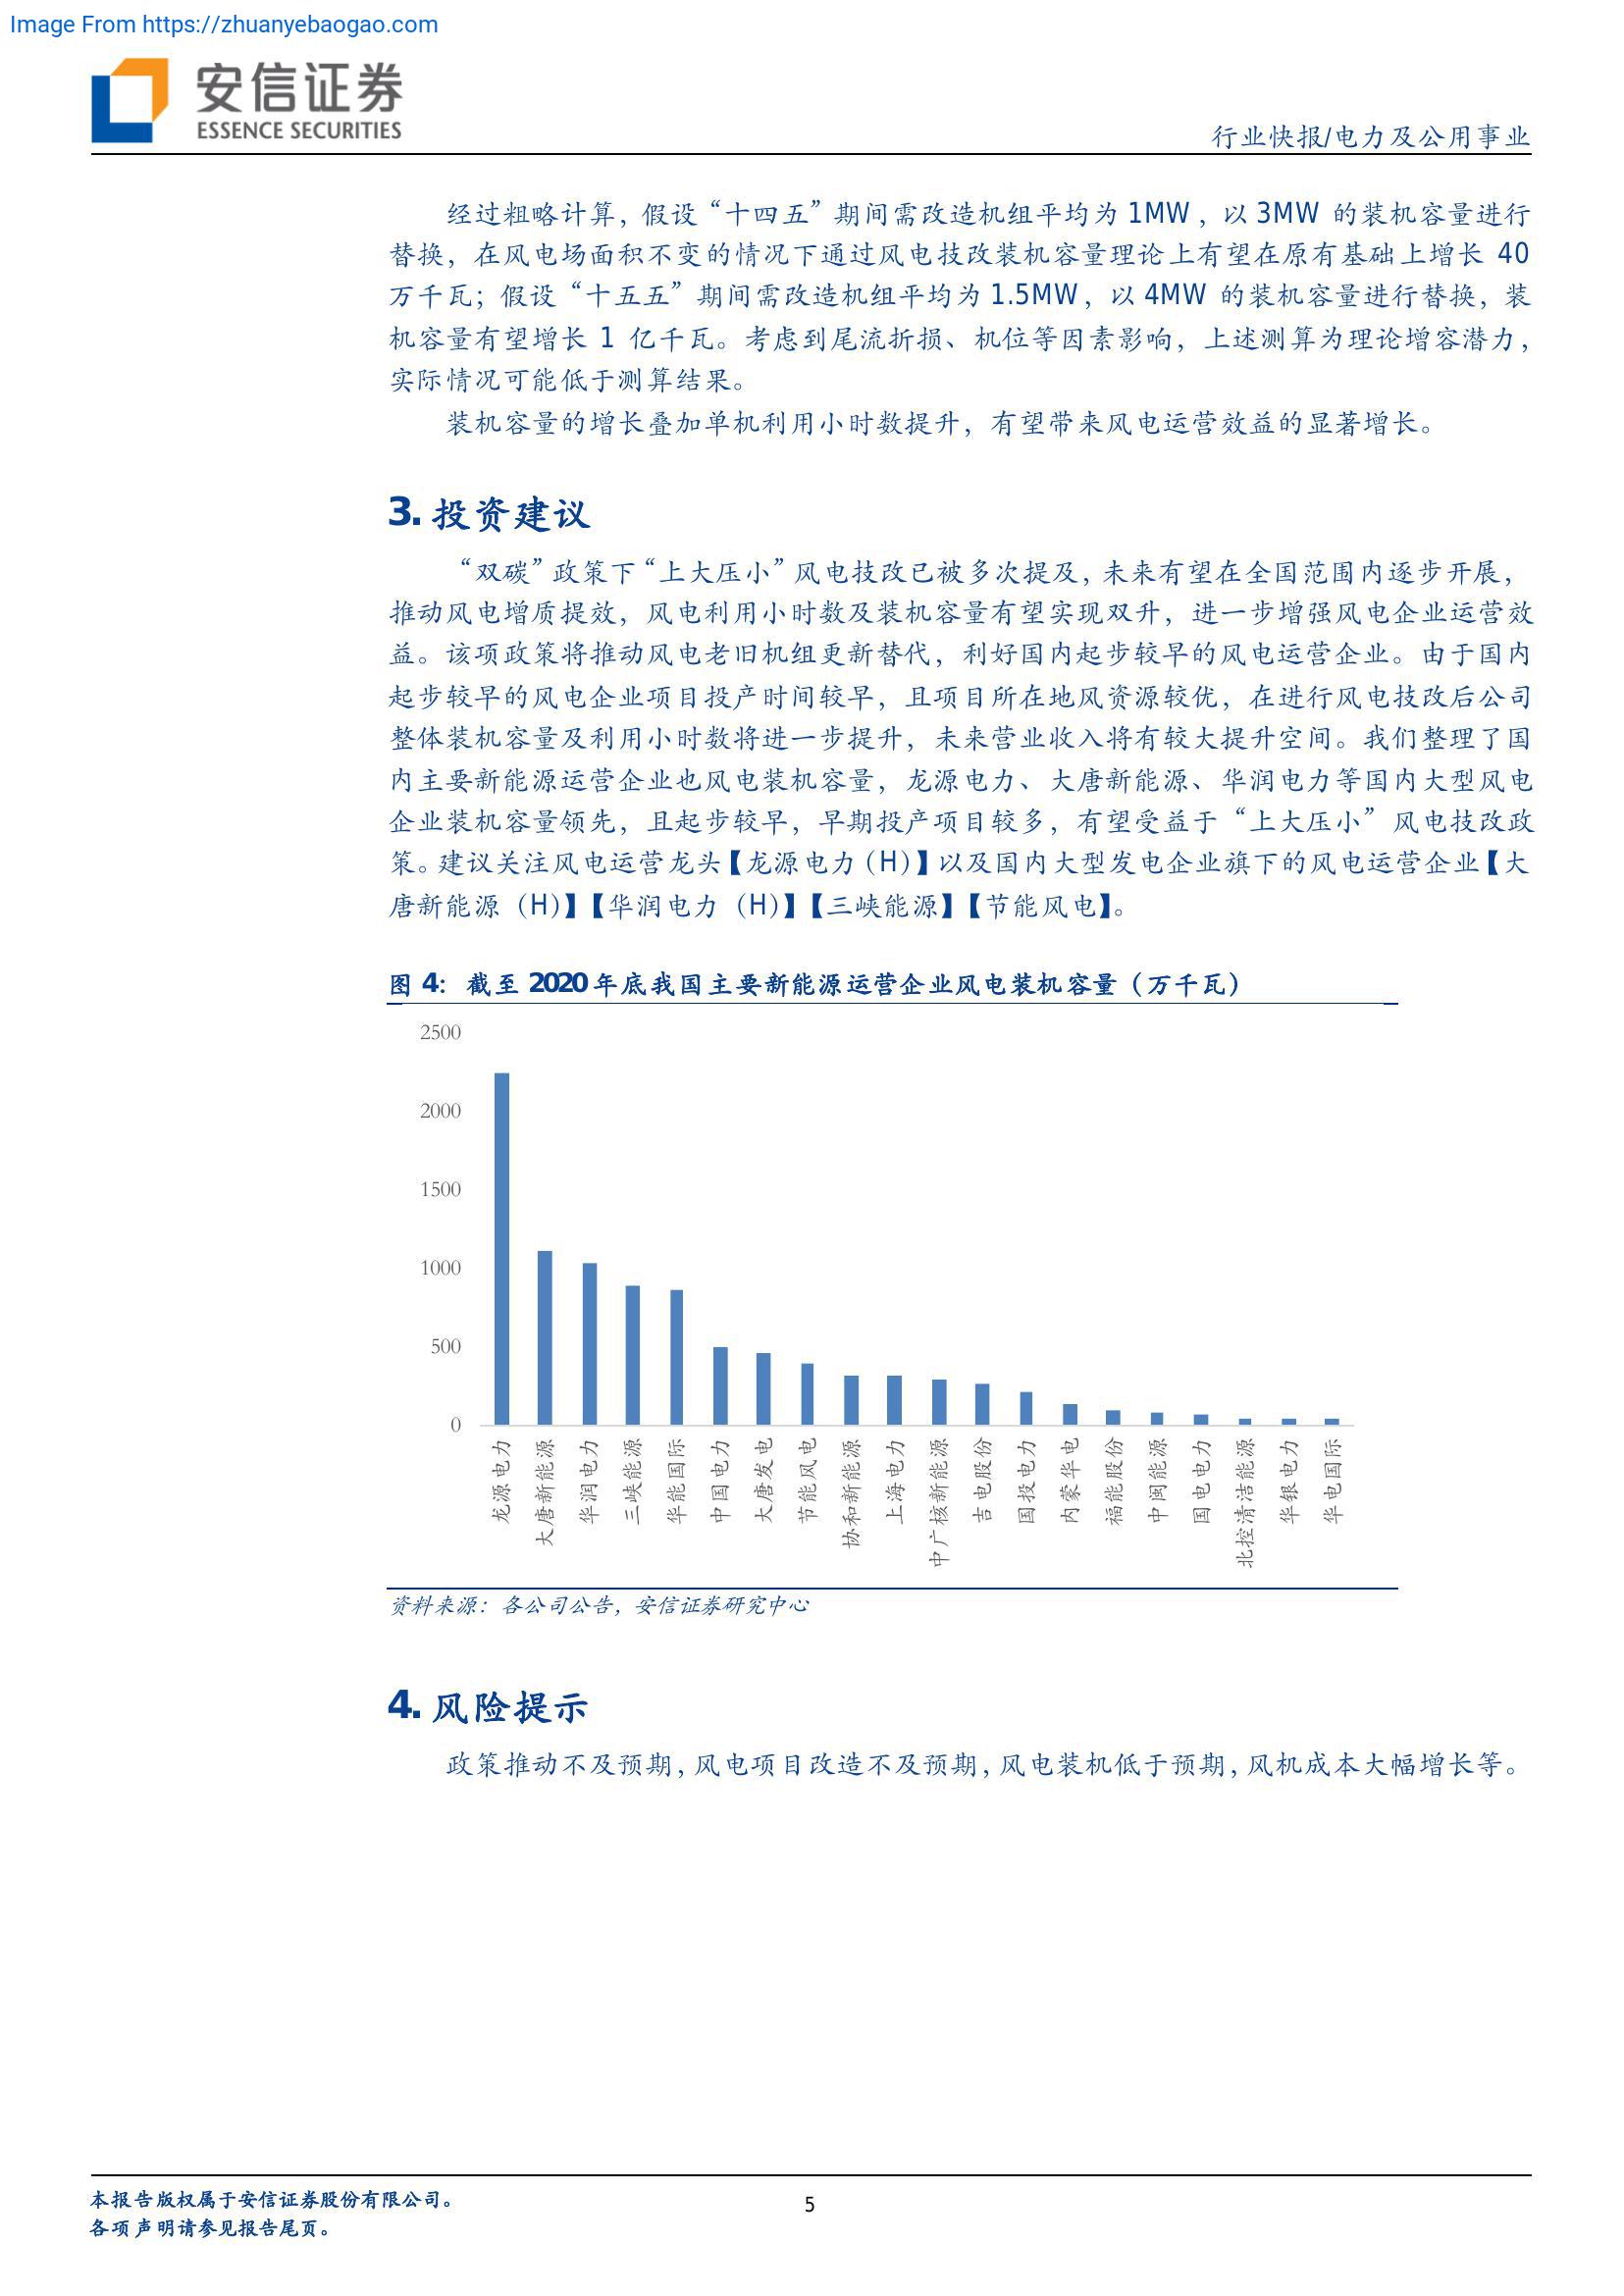 Image From https://zhuanyebaogao.com
安信证券
ESSENCE SECURITIES
行业快报/电力及公用事业
经过粗略计算，假设“十四五”期间需改造机组平均为 1MW，以 3MW 的装机容量进行
替换，在风电场面积不变的情况下通过风电技改装机容量理论上有望在原有基础上增长 40
万千瓦；假设“十五五”期间需改造机组平均为 1.5MW，以 4MW 的装机容量进行替换，装
机容量有望增长 1 亿千瓦。考虑到尾流折损、机位等因素影响，上述测算为理论增容潜力，
实际情况可能低于测算结果。
装机容量的增长叠加单机利用小时数提升，有望带来风电运营效益的显著增长。
3. 投资建议
“双碳”政策下“上大压小”风电技改已被多次提及，未来有望在全国范围内逐步开展，
推动风电增质提效，风电利用小时数及装机容量有望实现双升，进一步增强风电企业运营效
益。该项政策将推动风电老旧机组更新替代，利好国内起步较早的风电运营企业。由于国内
起步较早的风电企业项目投产时间较早，且项目所在地风资源较优，在进行风电技改后公司
整体装机容量及利用小时数将进一步提升，未来营业收入将有较大提升空间。我们整理了国
内主要新能源运营企业也风电装机容量，龙源电力、大唐新能源、华润电力等国内大型风电
企业装机容量领先，且起步较早，早期投产项目较多，有望受益于“上大压小”风电技改政
策。建议关注风电运营龙头【龙源电力（H）】以及国内大型发电企业旗下的风电运营企业【大
唐新能源（H）】【华润电力（H）】【三峡能源】【节能风电】。
图 4：截至 2020 年底我国主要新能源运营企业风电装机容量（万千瓦）
2500
2000
1500
1000
500
0
龙源电力
大唐新能源
华润电力
三峡能源
华能国际
中国电力
大唐发电
节能风电
协和新能源
上海电力
中广核新能源
吉电股份
国投电力
内蒙华电
福能股份
中闽能源
国电电力
北控清洁能源
华银电力
华电国际
资料来源：各公司公告，安信证券研究中心
4. 风险提示
政策推动不及预期，风电项目改造不及预期，风电装机低于预期，风机成本大幅增长等。
本报告版权属于安信证券股份有限公司。
各项声明请参见报告尾页。
5